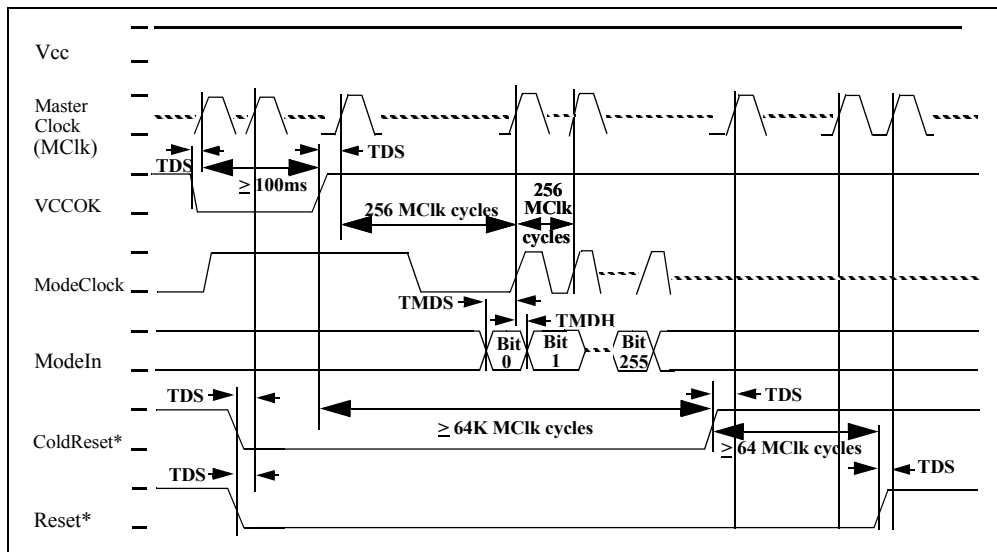 Vcc
Master
Clock
(MClk)
TDS
TDS
≥ 100ms
VCCOK
256 MClk cycles
256
MClk
cycles
ModeClock
TMDS
TMDH
ModeIn
Bit
0
Bit
1
Bit
255
TDS
TDS
≥ 64K MClk cycles
ColdReset*
≥ 64 MClk cycles
TDS
TDS
Reset*